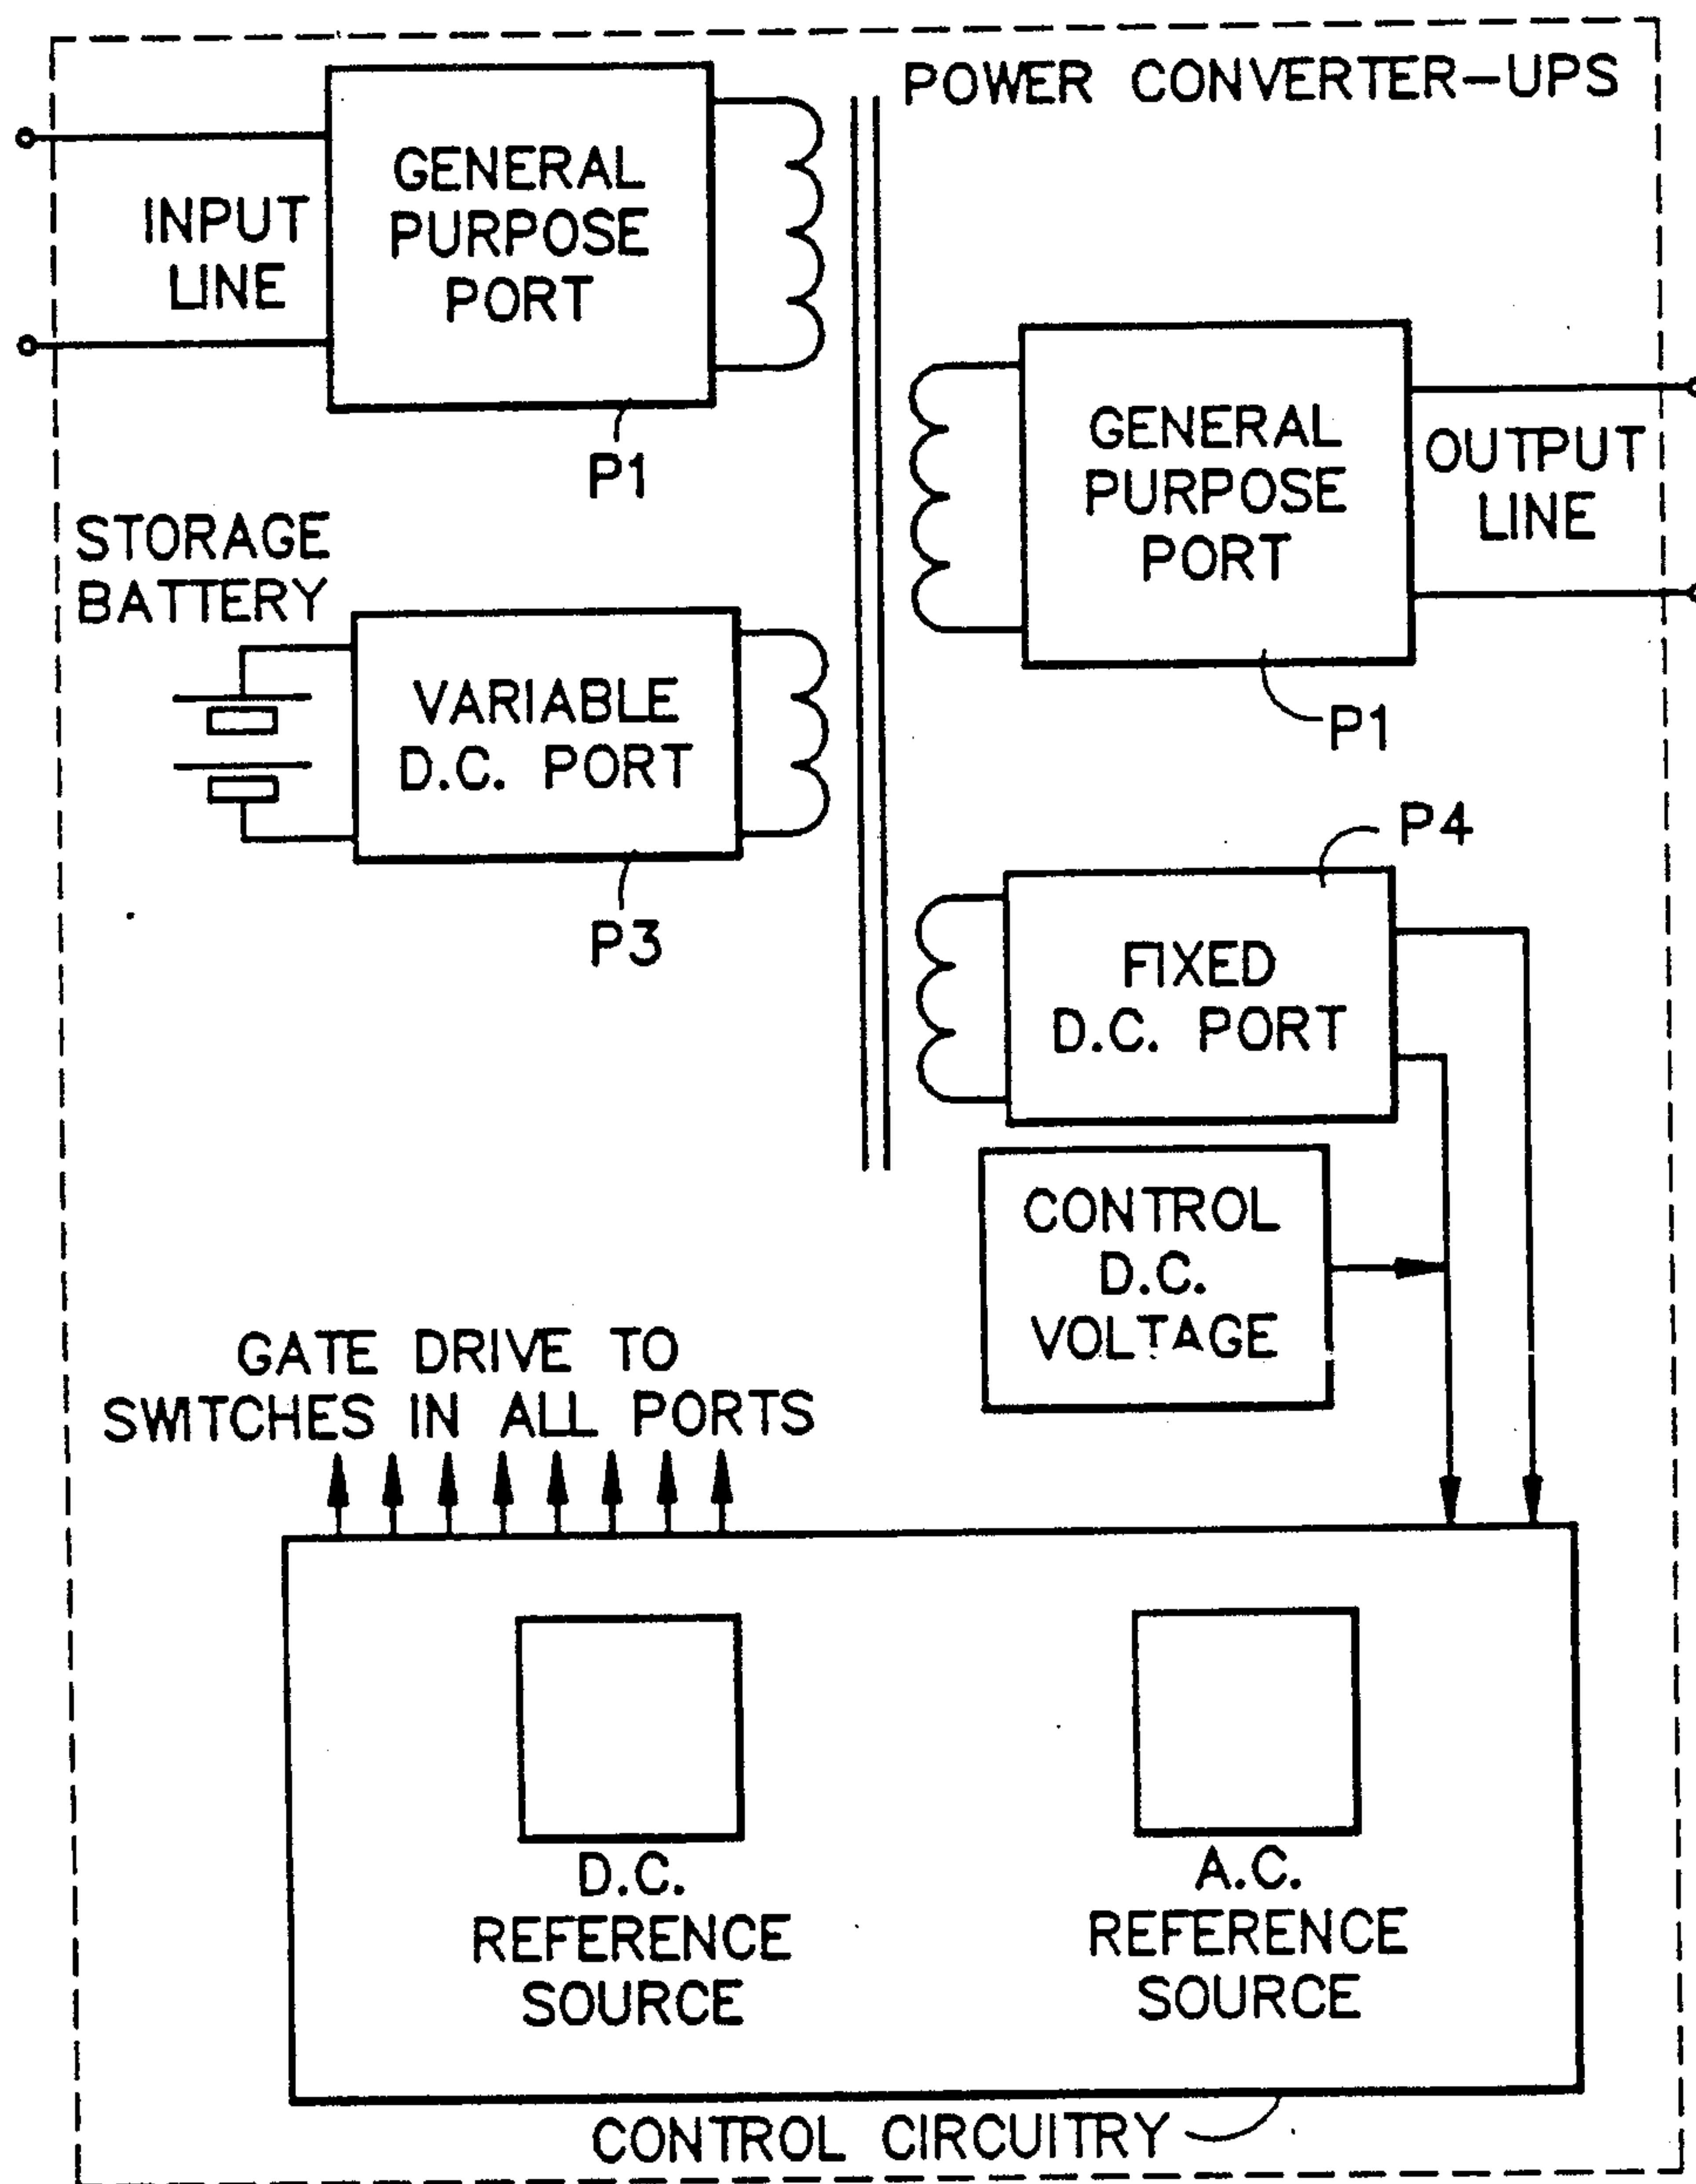 POWER CONVERTER-UPS
GENERAL
PURPOSE
PORT
INPUT
LINE
P1
GENERAL
PURPOSE
PORT
OUTPUT
LINE
P1
STORAGE
BATTERY
VARIABLE
D.C. PORT
P3
P4
FIXED
D.C. PORT
CONTROL
D.C.
VOLTAGE
GATE DRIVE TO
SWITCHES IN ALL PORTS
D.C.
REFERENCE
SOURCE
A.C.
REFERENCE
SOURCE
CONTROL CIRCUITRY